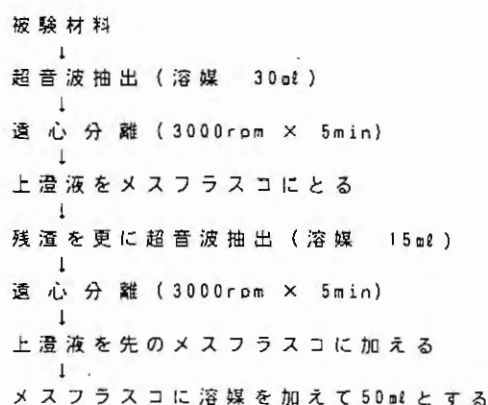 被験材料
↓
超音波抽出(溶媒 30ml)
↓
遠心分離(3000rpm × 5min)
↓
上澄液をメスフラスコにとる
↓
残渣を更に超音波抽出(溶媒 15ml)
↓
遠心分離(3000rpm × 5min)
↓
上澄液を先のメスフラスコに加える
↓
メスフラスコに溶媒を加えて50mlとする